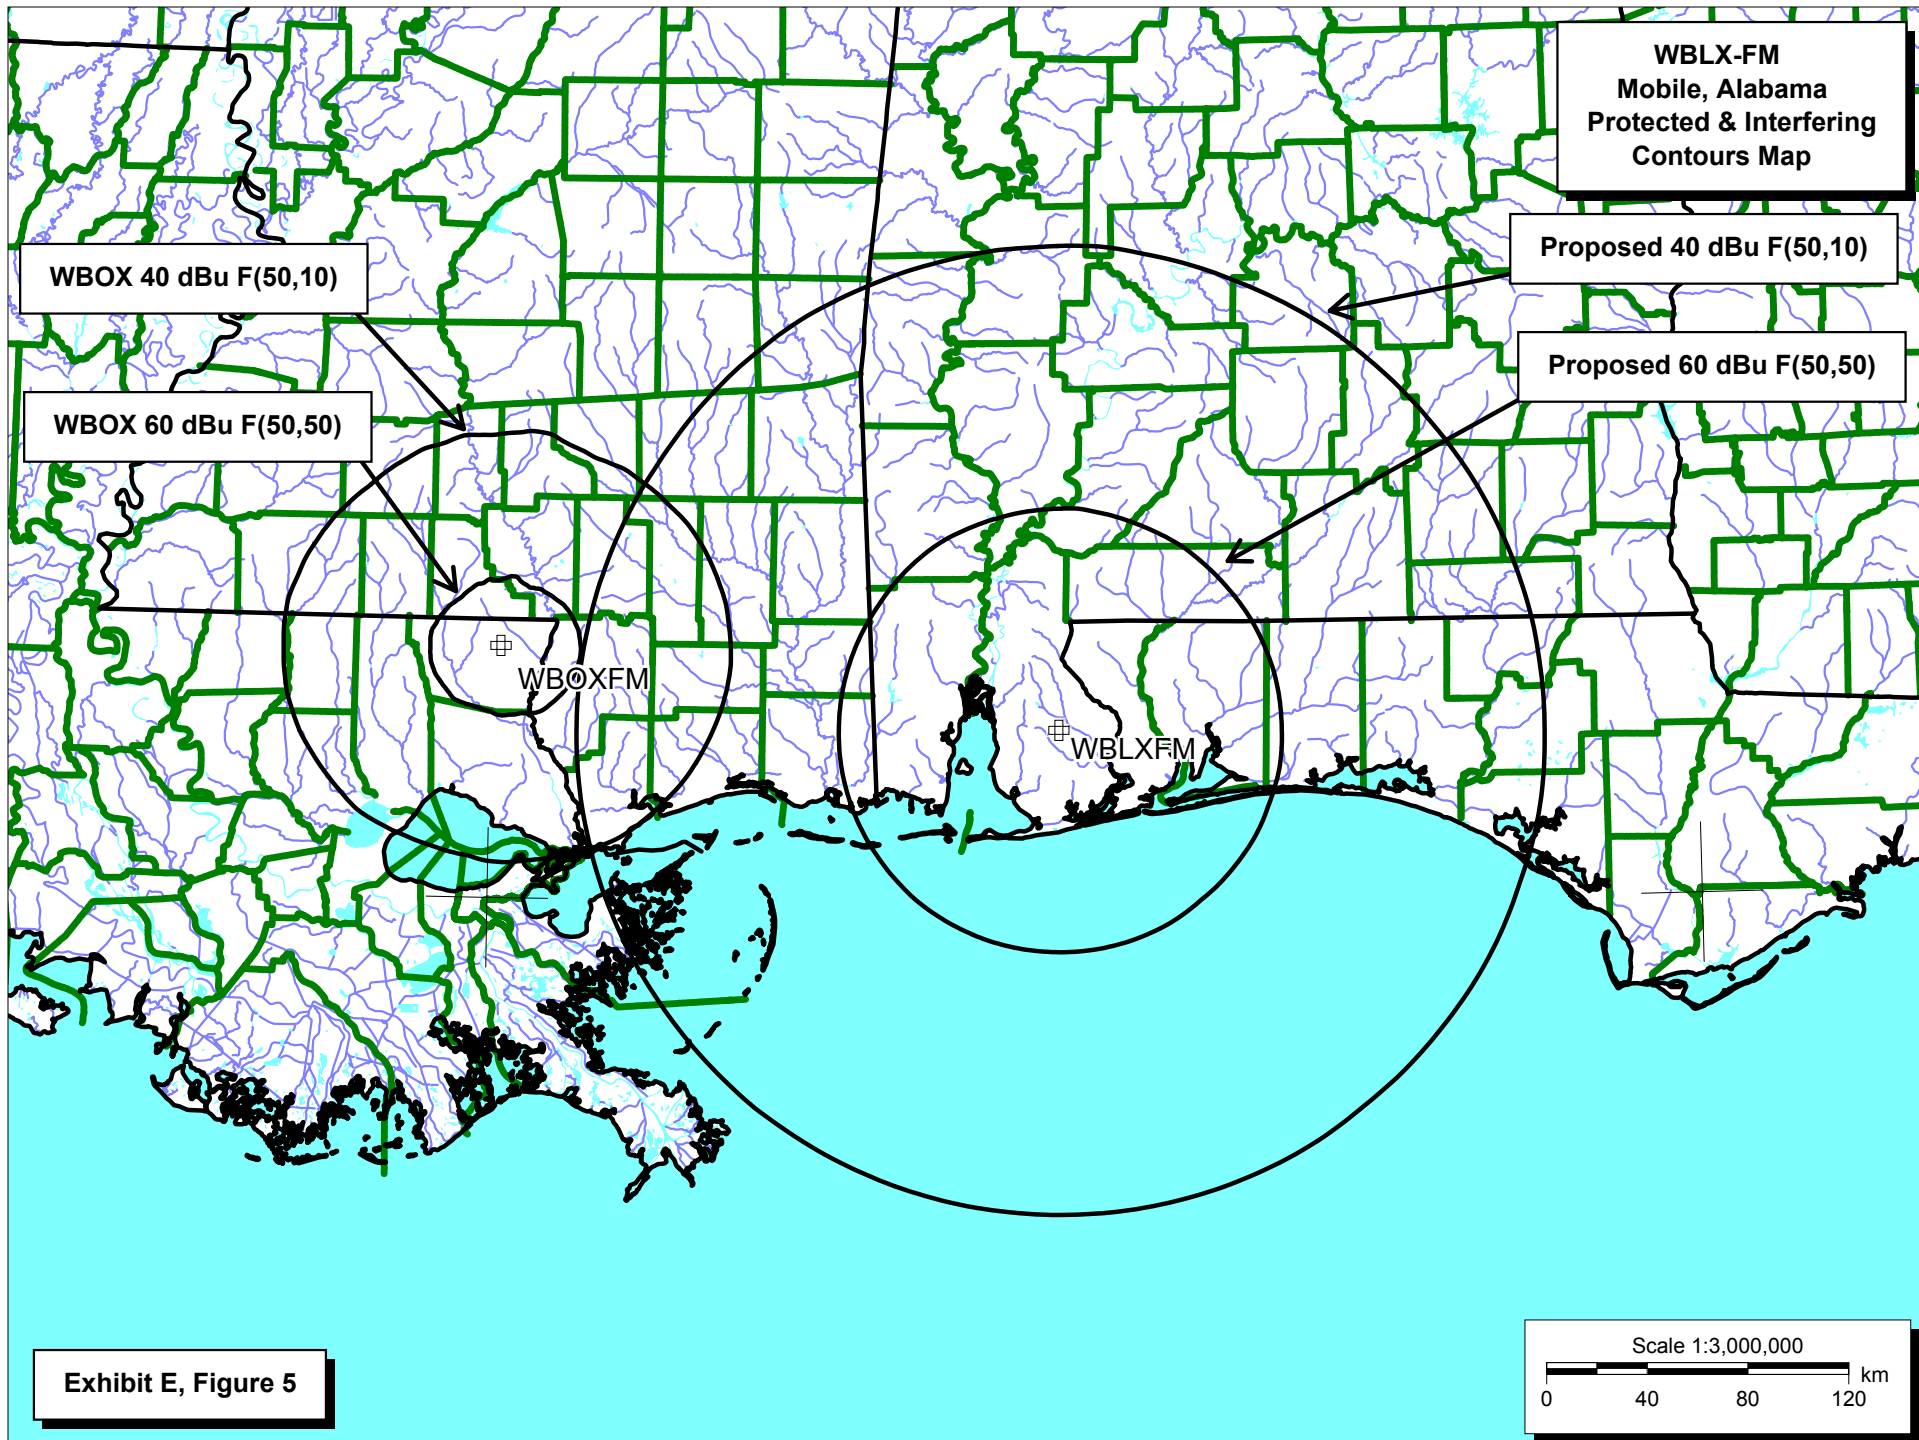 WBLX-FM
Mobile, Alabama
Protected & Interfering
Contours Map
WBOX 40 dBu F(50,10)
Proposed 40 dBu F(50,10)
Proposed 60 dBu F(50,50)
WBOX 60 dBu F(50,50)
WBOXFM
WBLXFM
Exhibit E, Figure 5
Scale 1:3,000,000
km
0 40 80 120